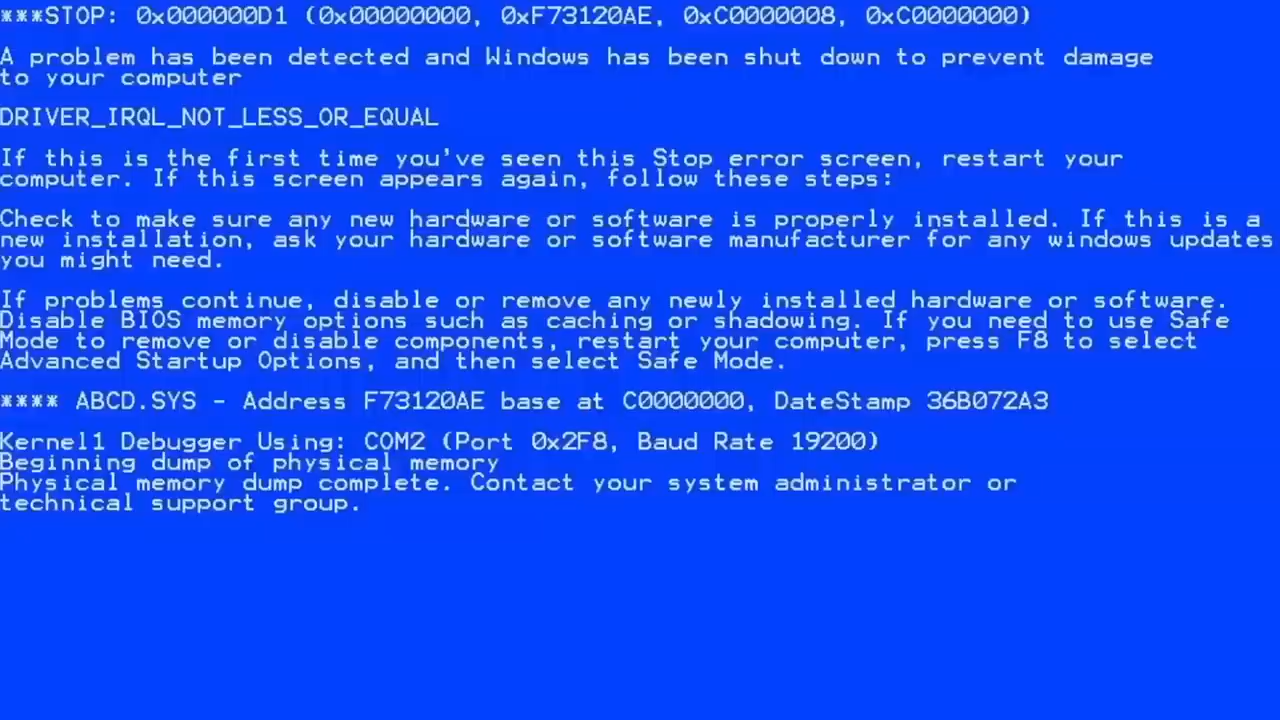 ***STOP: 0x000000D1 (0x00000000, 0xF73120AE, 0xC0000008, 0xC0000000)
A problem has been detected and Windows has been shut down to prevent damage
to your computer
DRIVER_IRQL_NOT_LESS_OR_EQUAL
If this is the first time you've seen this Stop error screen, restart your
computer. If this screen appears again, follow these steps:
Check to make sure any new hardware or software is properly installed. If this is a
new installation, ask your hardware or software manufacturer for any windows updates
you might need.
If problems continue, disable or remove any newly installed hardware or software.
Disable BIOS memory options such as caching or shadowing. If you need to use Safe
Mode to remove or disable components, restart your computer, press F8 to select
Advanced Startup Options, and then select Safe Mode.
**** ABCD.SYS - Address F73120AE base at C0000000, DateStamp 36B072A3
Kernel1 Debugger Using: COM2 (Port 0x2F8, Baud Rate 19200)
Beginning dump of physical memory
Physical memory dump complete. Contact your system administrator or
technical support group.